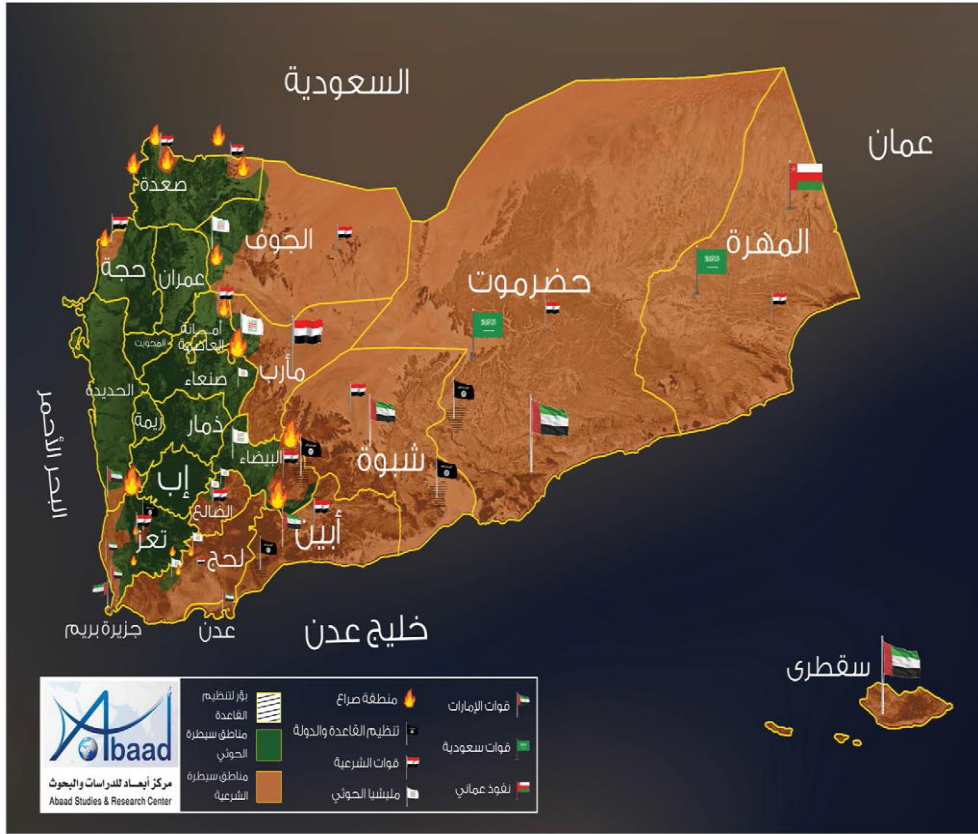 السعودية
عمان
صعدة
الجوف
المهرة
حجة
عمران
حضرموت
أمانة
العاصمة
المحويت
مأرب
صنعاء
الحديدة
ريمة
ذمار
البيضاء
شبوة
البحر الأحمر
إب
الضالع
أبين
تعز
لحج
جزيرة بريم
عدن
خليج عدن
سقطرى
قوات الإمارات
قوات سعودية
نفوذ عماني
منطقة صراع
تنظيم القاعدة والدولة
قوات الشرعية
مليشيا الحوثي
بؤر لتنظيم
القاعدة
مناطق سيطرة
الحوثي
مناطق سيطرة
الشرعية
Abaad
مركز أبعاد للدراسات والبحوث
Abaad Studies & Research Center